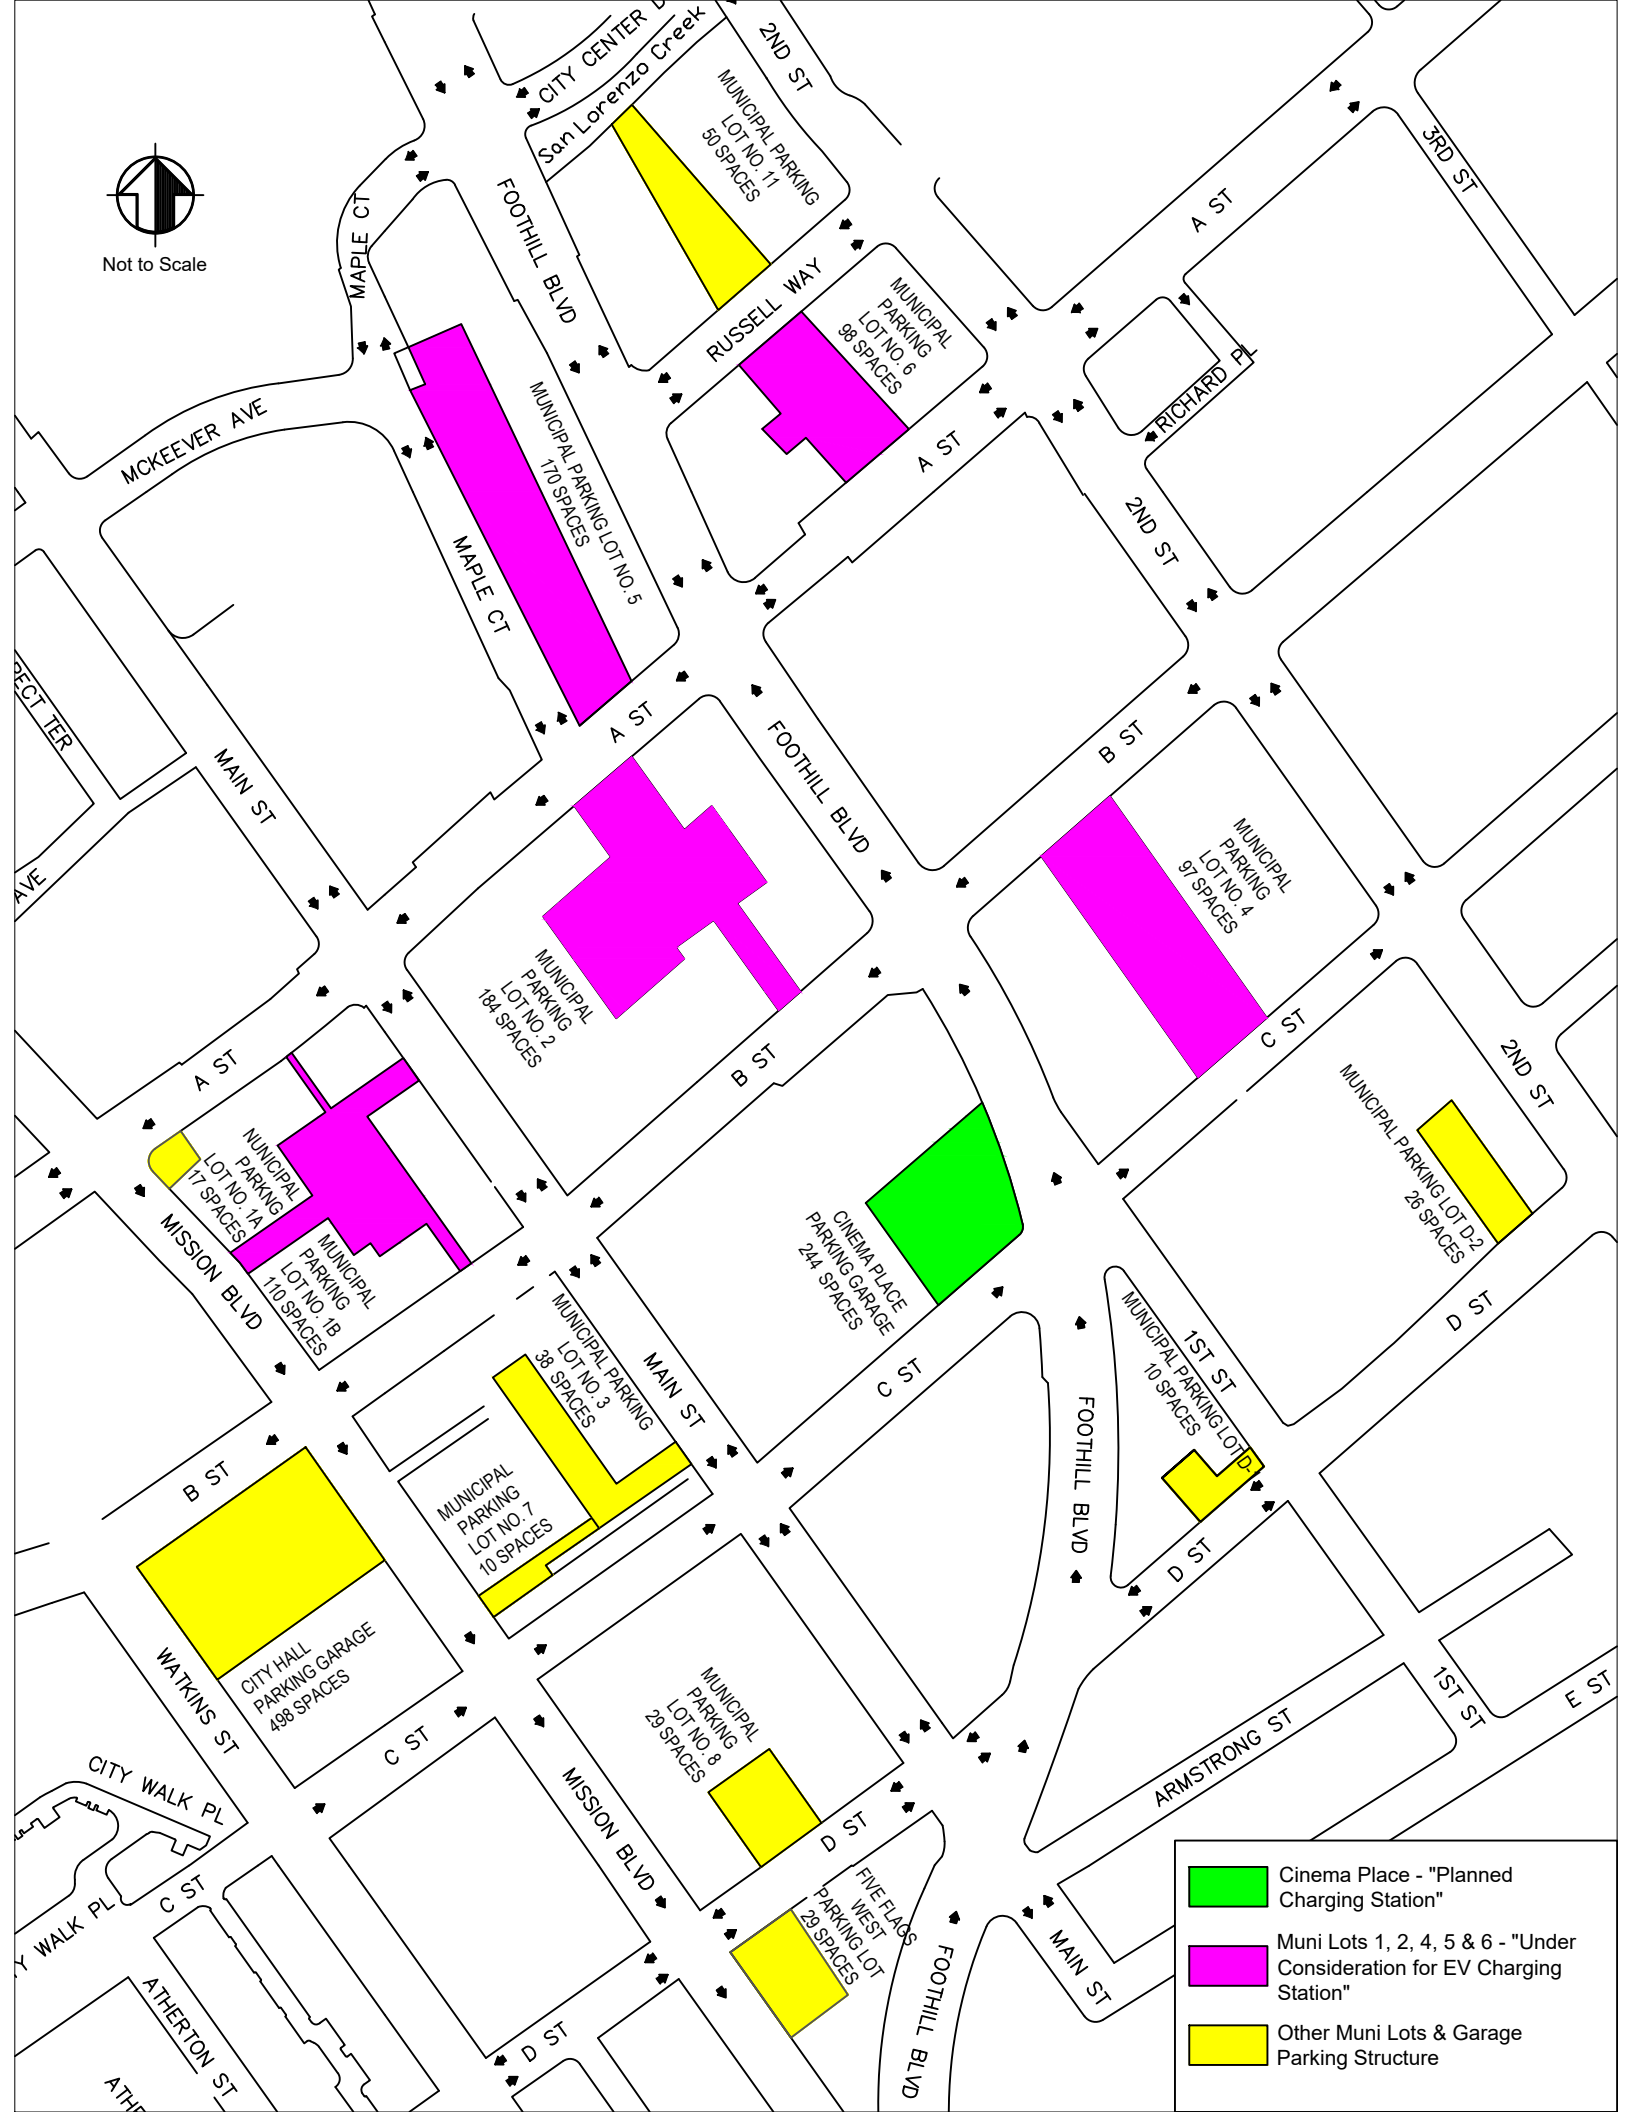 CITY CENTER
San Lorenzo Creek
2ND ST
MUNICIPAL PARKING
LOT NO. 11
50 SPACES
3RD ST
A ST
Not to Scale
MAPLE CT
FOOTHILL BLVD
RUSSELL WAY
MUNICIPAL
PARKING
LOT NO. 6
98 SPACES
RICHARD PL
MCKEEVER AVE
MUNICIPAL PARKING LOT NO. 5
170 SPACES
A ST
2ND ST
MAPLE CT
RECT TER
MAIN ST
A ST
FOOTHILL BLVD
B ST
AVE
MUNICIPAL
PARKING
LOT NO. 4
97 SPACES
MUNICIPAL
PARKING
LOT NO. 2
184 SPACES
C ST
A ST
B ST
2ND ST
MUNICIPAL PARKING LOT D-2
26 SPACES
NUNICIPAL
PARKNG
LOT NO. 1A
17 SPACES
MISSION BLVD
MUNICIPAL
PARKING
LOT NO. 1B
110 SPACES
CINEMA PLACE
PARKING GARAGE
244 SPACES
D ST
MUNICIPAL PARKING
LOT NO. 3
38 SPACES
MAIN ST
C ST
1ST ST
MUNICIPAL PARKING LOT D-
10 SPACES
FOOTHILL BLVD
B ST
MUNICIPAL
PARKING
LOT NO. 7
10 SPACES
D ST
CITY HALL
PARKING GARAGE
498 SPACES
WATKINS ST
MUNICIPAL
PARKING
LOT NO. 8
29 SPACES
1ST ST
E ST
C ST
ARMSTRONG ST
CITY WALK PL
MISSION BLVD
D ST
C ST
Y WALK PL
FIVE FLAGS
WEST
PARKING LOT
29 SPACES
FOOTHILL BLVD
MAIN ST
ATHERTON ST
D ST
ATHE
Cinema Place - "Planned
Charging Station"
Muni Lots 1, 2, 4, 5 & 6 - "Under
Consideration for EV Charging
Station"
Other Muni Lots & Garage
Parking Structure